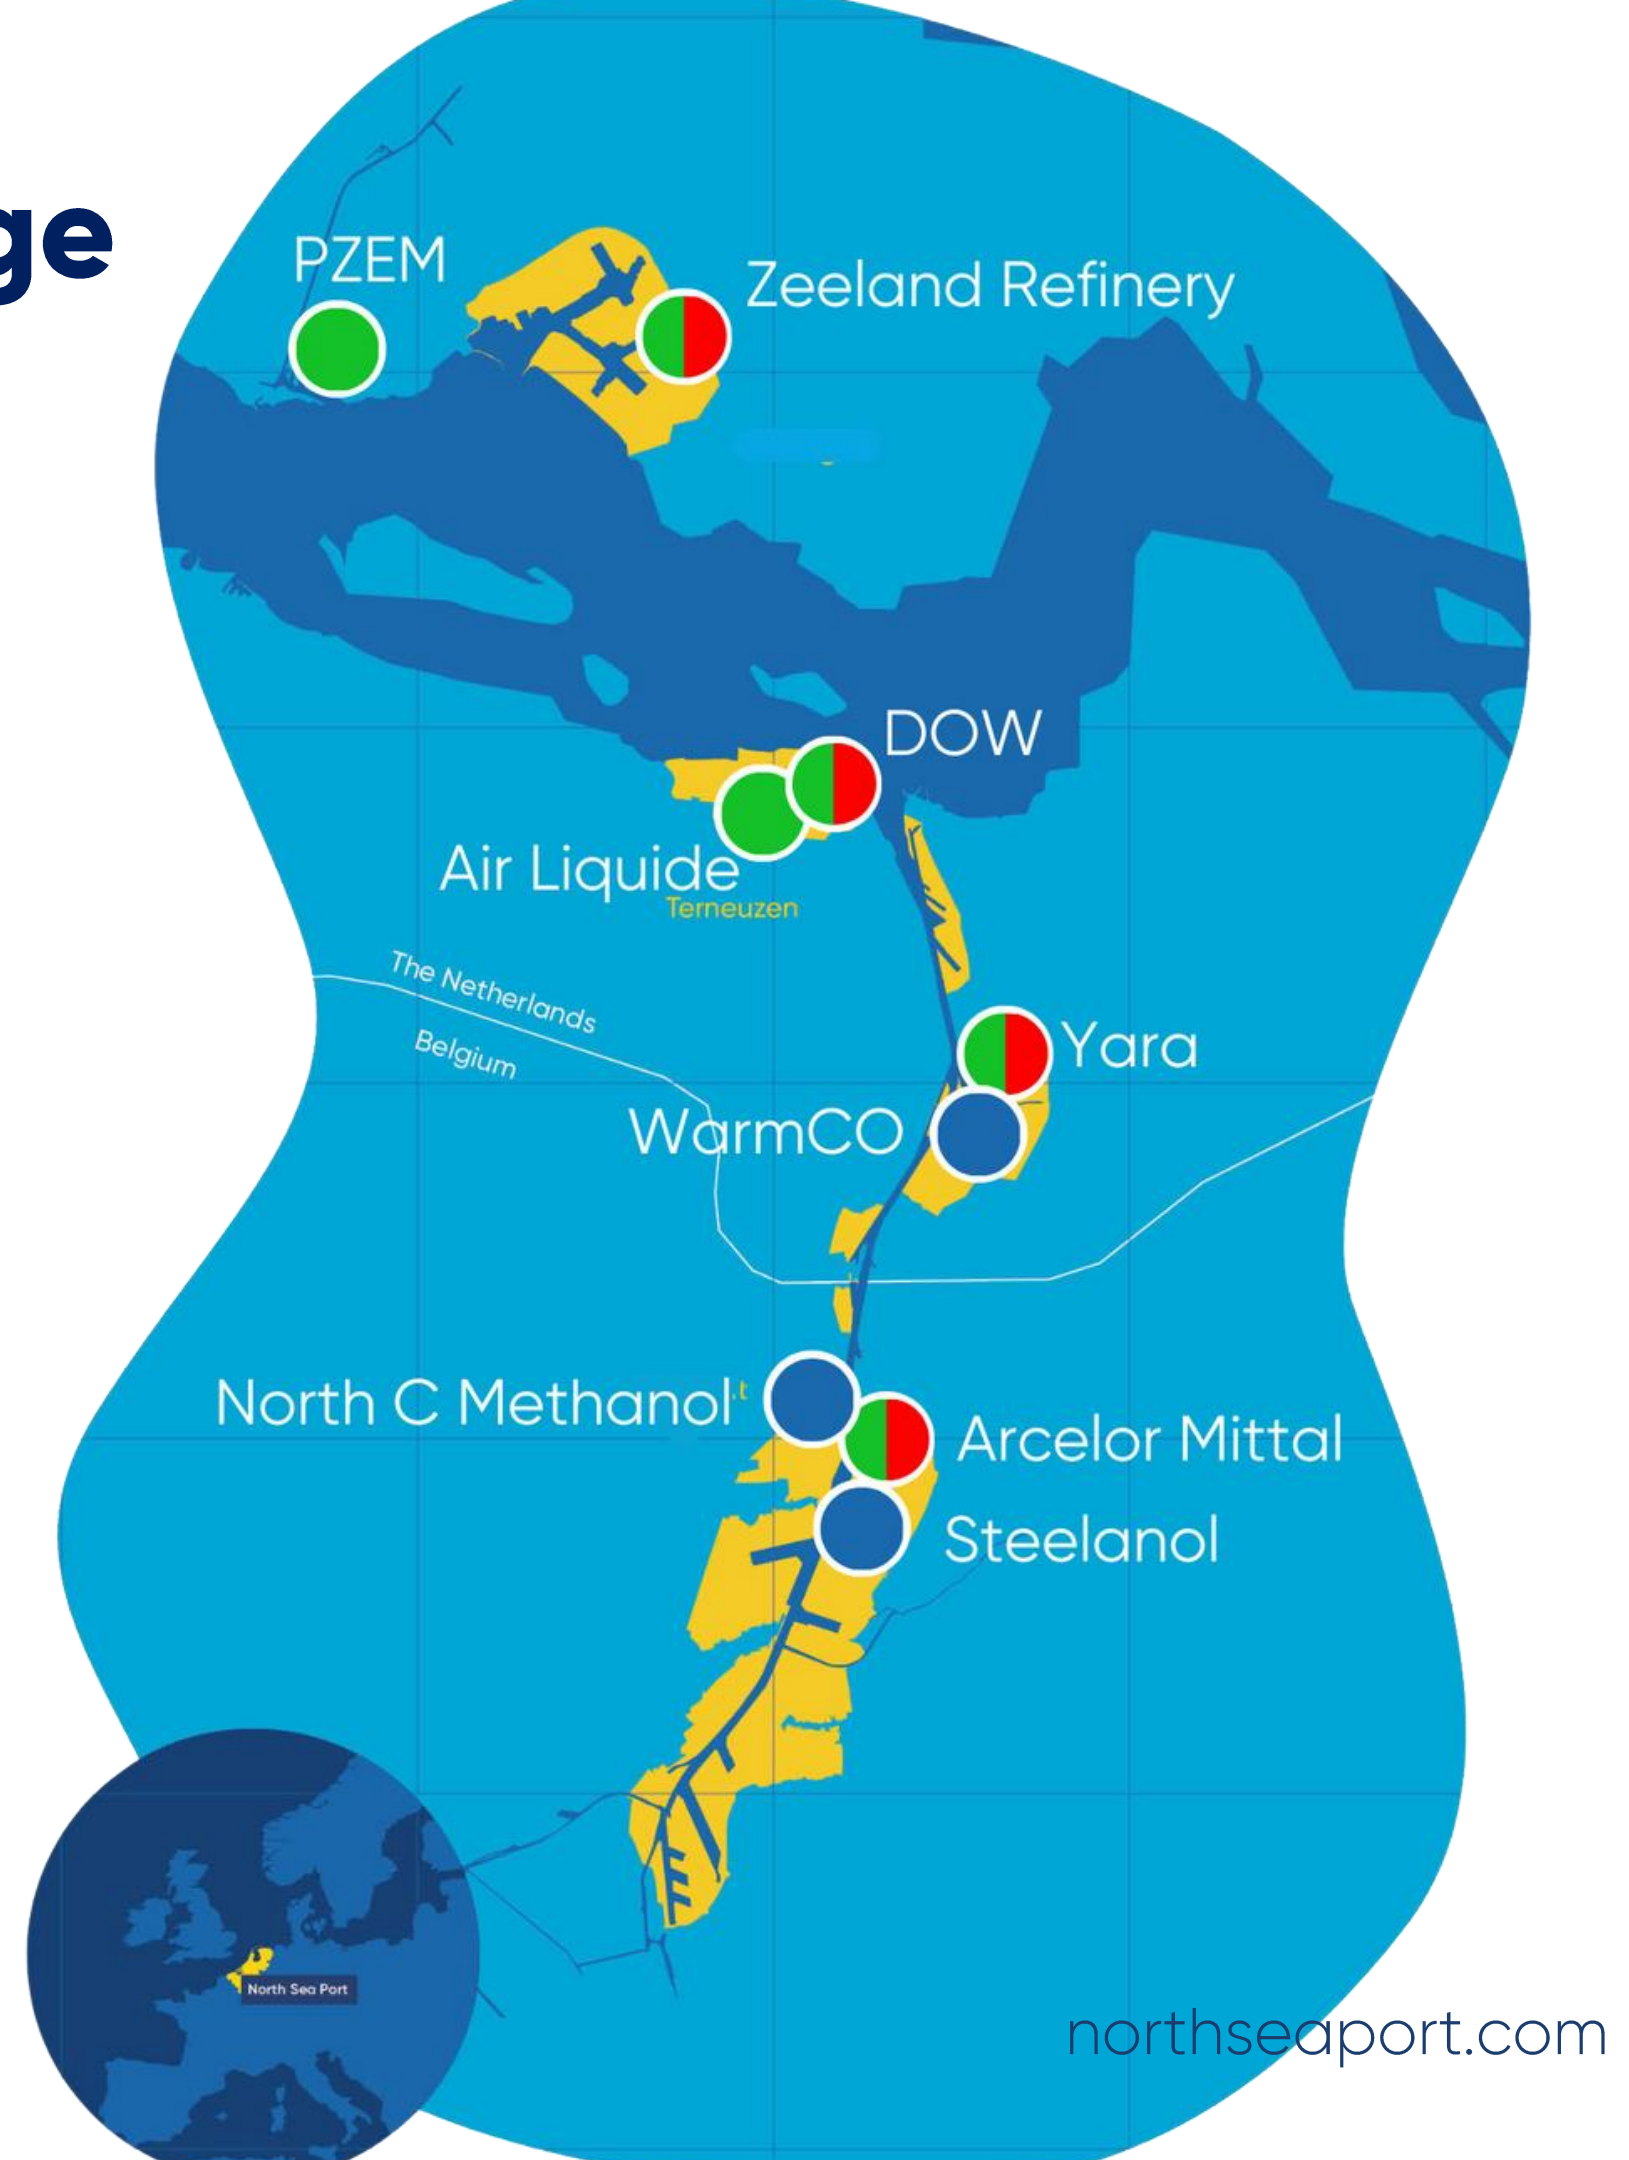 ge
PZEM
Zeeland Refinery
DOW
Air Liquide
Terneuzen
The Netherlands
Belgium
Yara
WarmCO
North C Methanol
Arcelor Mittal
Steelanol
North Sea Port
northseaport.com